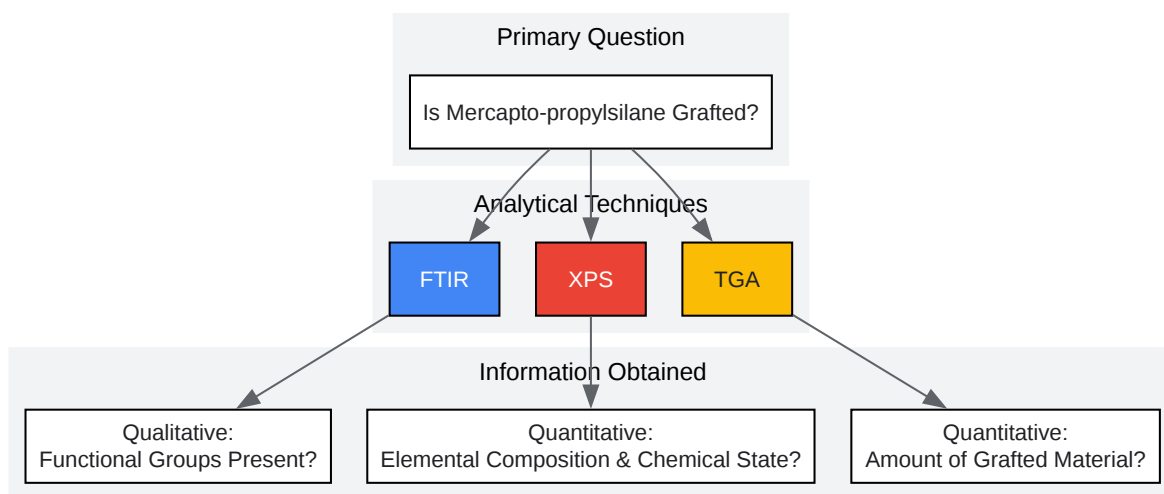 Primary Question
Is Mercapto-propylsilane Grafted?
Analytical Techniques
FTIR
XPS
TGA
Information Obtained
Qualitative:
Functional Groups Present?
Quantitative:
Elemental Composition & Chemical State?
Quantitative:
Amount of Grafted Material?